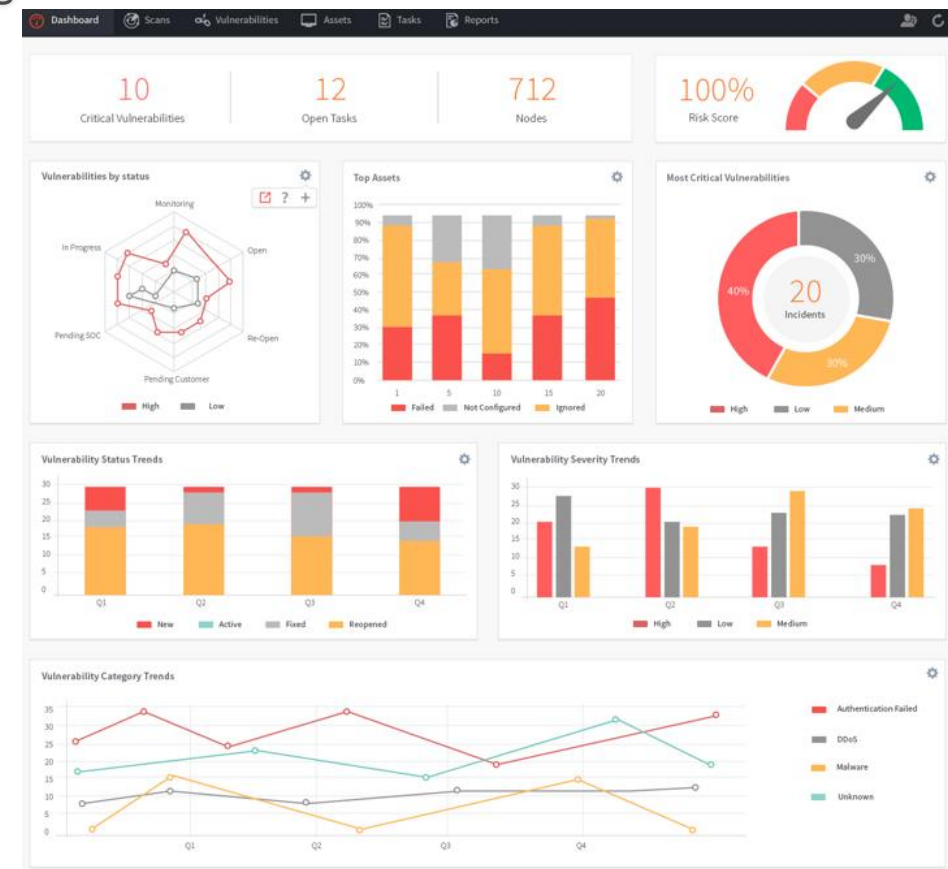 Dashboard Scans Vulnerabilities Assets Tasks Reports
10 12 712
Critical Vulnerabilities Open Tasks Nodes
100%
Risk Score
Vulnerabilities by status
?
+
Monitoring
In Progress
Open
Pending SOC
Re-Open
Pending Customer
High Low
Top Assets
100%
90%
80%
70%
60%
50%
40%
30%
20%
10%
0%
1 5 10 15 20
Failed Not Configured Ignored
Most Critical Vulnerabilities
30%
40%
20
Incidents
30%
High Low Medium
Vulnerability Status Trends
30
25
20
15
10
5
0
Q1 Q2 Q3 Q4
New Active Fixed Reopened
Vulnerability Severity Trends
30
25
20
15
10
5
0
Q1 Q2 Q3 Q4
High Low Medium
Vulnerability Category Trends
35
30
25
20
15
10
5
0
Q1 Q2 Q3 Q4
Authentication Failed
DDoS
Malware
Unknown